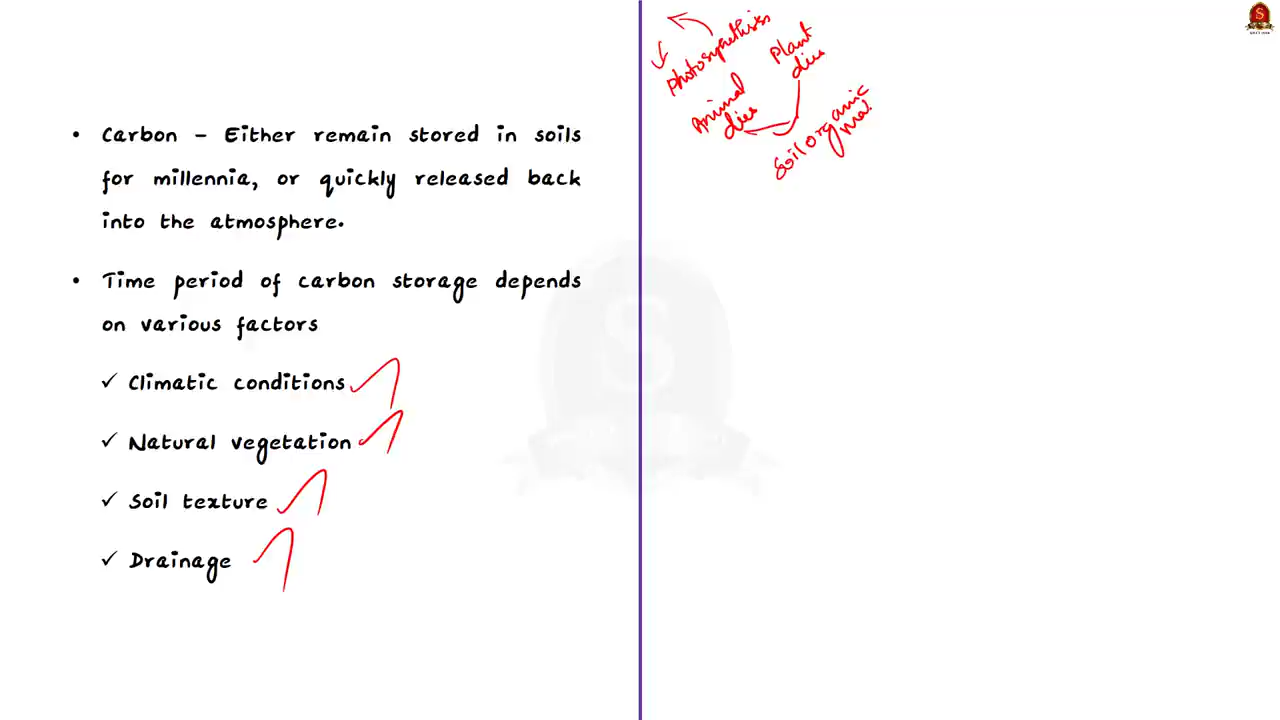 • Carbon – Either remain stored in soils
for millennia, or quickly released back
into the atmosphere.
• Time period of carbon storage depends
on various factors
✓ Climatic conditions
✓ Natural vegetation
✓ Soil texture
✓ Drainage
Photosynthesis
Plant
dies
Animal
dies
Soil organic